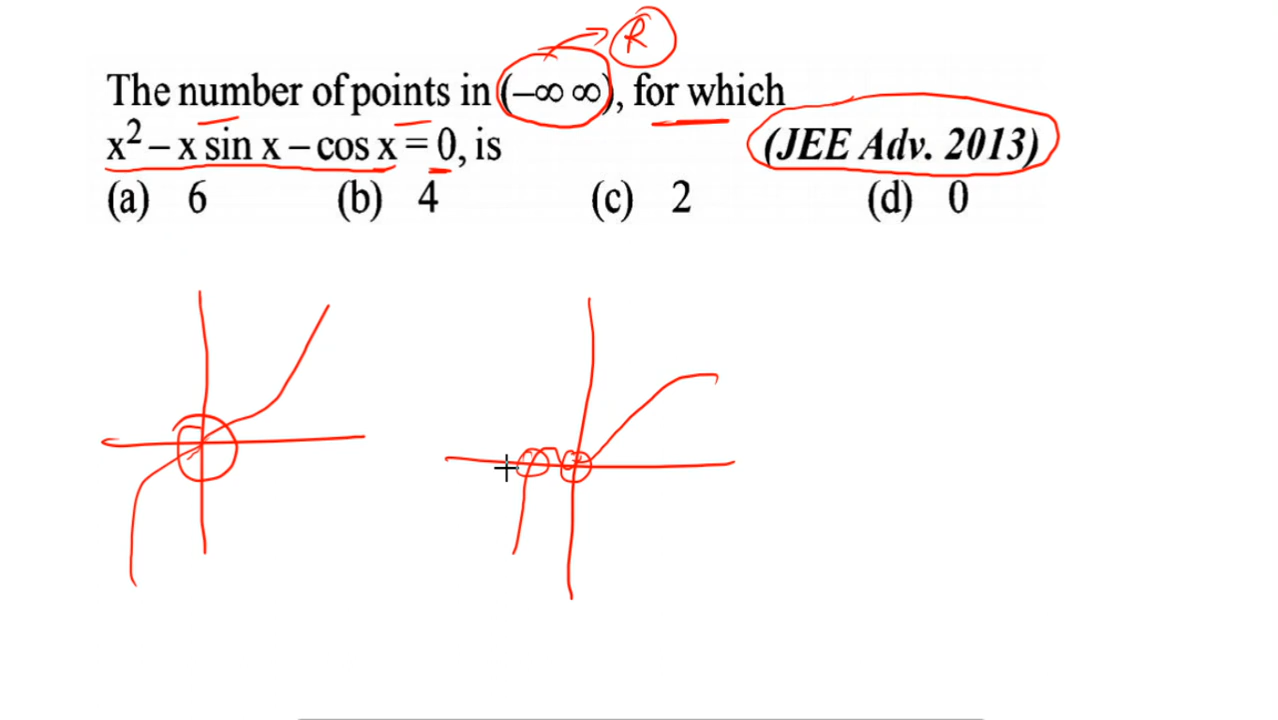 R
The number of points in (–∞ ∞), for which
x² – x sin x – cos x = 0, is (JEE Adv. 2013)
(a) 6 (b) 4 (c) 2 (d) 0